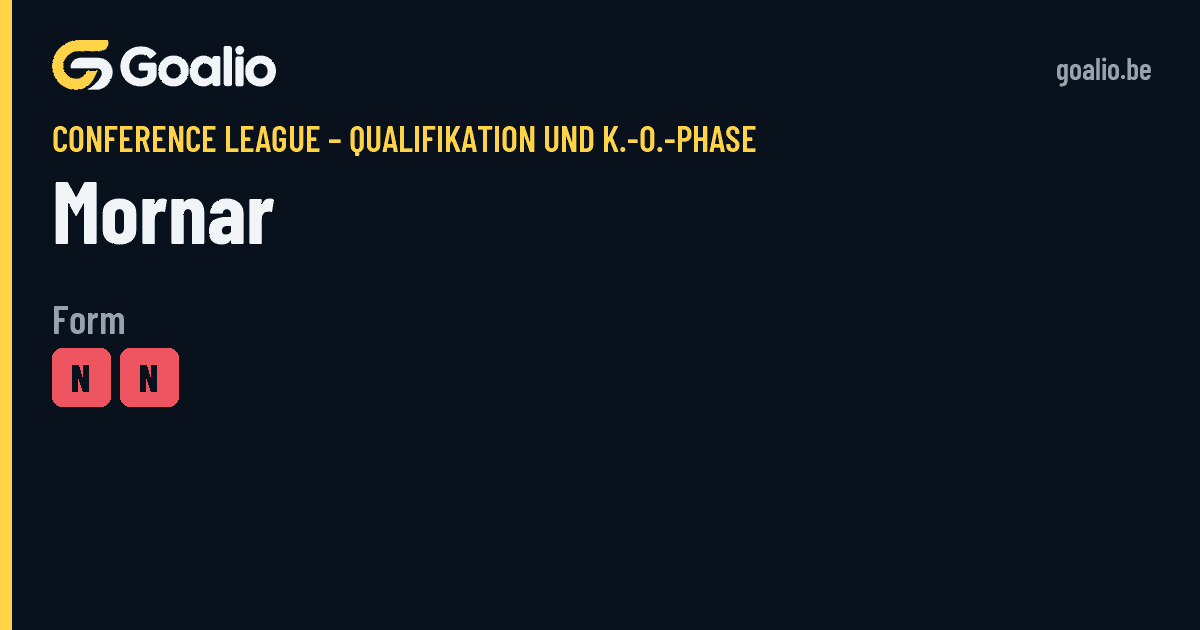 Goalio
goalio.be
CONFERENCE LEAGUE – QUALIFIKATION UND K.-O.-PHASE
Mornar
Form
N N